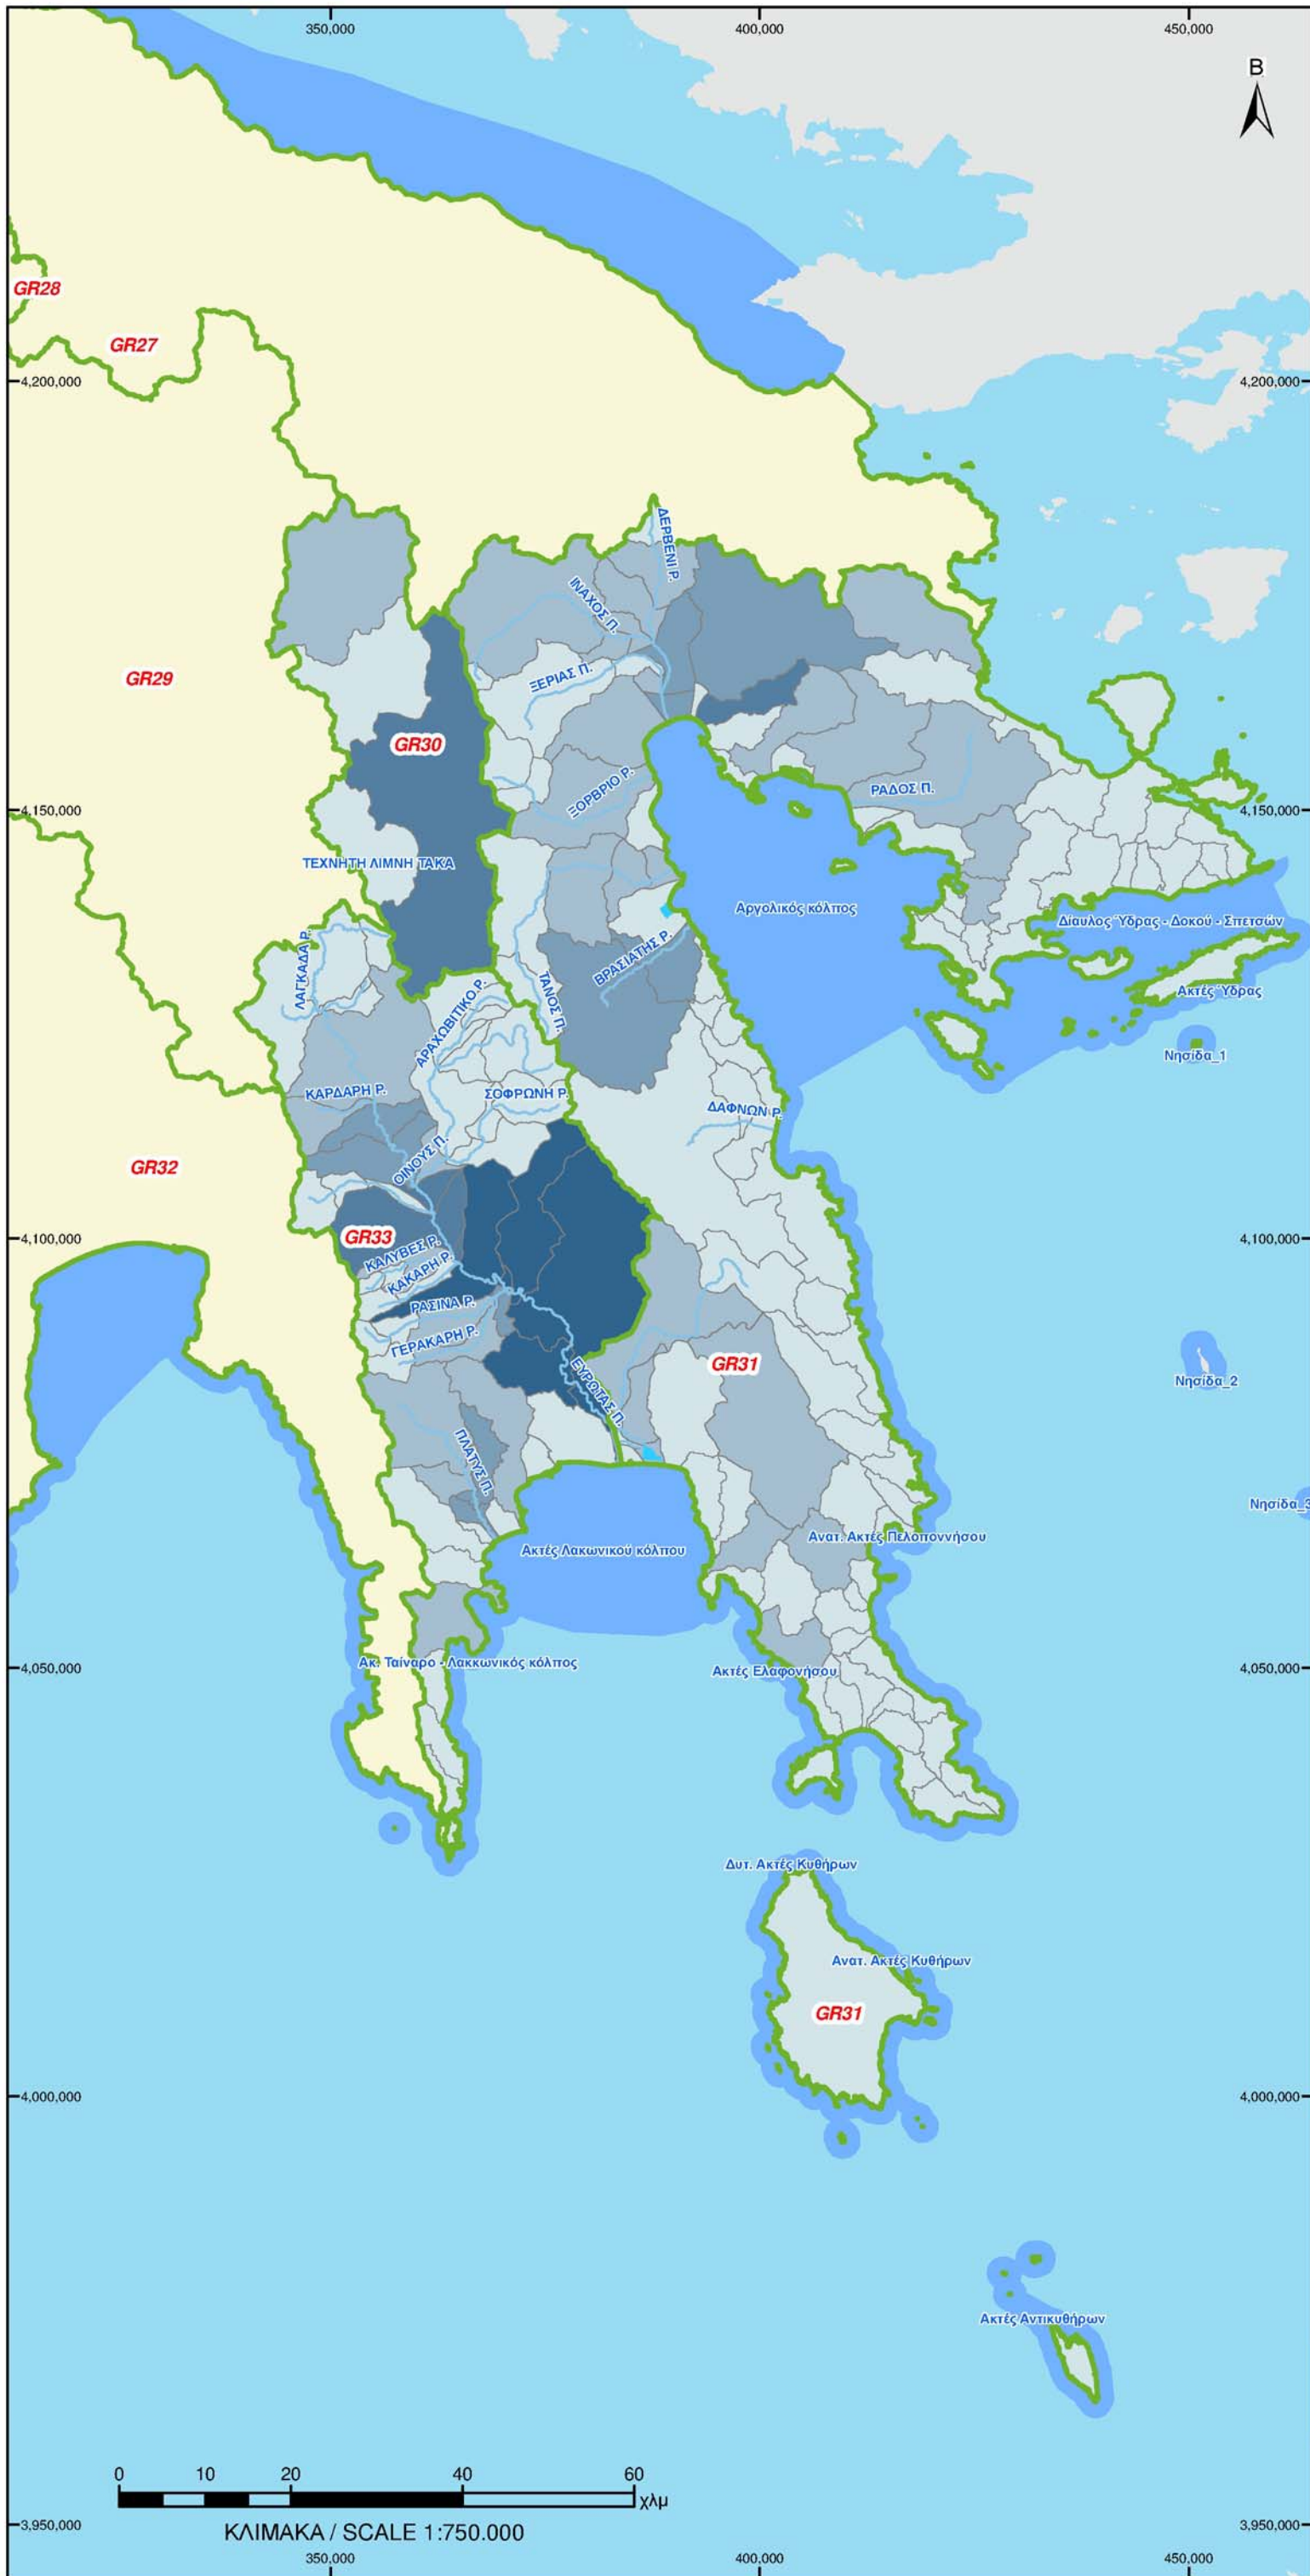 350,000
400,000
450,000
B
GR28
GR27
4,200,000
4,200,000
ΔΕΡΒΕΝΙ Ρ.
ΙΝΑΧΟΣ Π.
ΞΕΡΙΑΣ Π.
GR29
GR30
ΞΟΡΒΡΙΟ Ρ.
ΡΑΔΟΣ Π.
4,150,000
4,150,000
ΤΕΧΝΗΤΗ ΛΙΜΝΗ ΤΑΚΑ
Αργολικός κόλπος
Δίαυλος Ύδρας - Δοκού - Σπετσών
ΛΑΓΚΑΔΑ Ρ.
ΒΡΑΣΙΑΤΗΣ Ρ.
ΤΑΝΟΣ Π.
Ακτές Ύδρας
ΑΡΑΧΩΒΙΤΙΚΟ Ρ.
Νησίδα_1
ΚΑΡΔΑΡΗ Ρ.
ΣΟΦΡΩΝΗ Ρ.
ΔΑΦΝΩΝ Ρ.
ΟΙΝΟΥΣ Π.
GR32
GR33
4,100,000
4,100,000
ΚΑΛΥΒΕΣ Ρ.
ΚΑΚΑΡΗ Ρ.
ΡΑΣΙΝΑ Ρ.
ΓΕΡΑΚΑΡΗ Ρ.
GR31
ΕΥΡΩΤΑΣ Π.
Νησίδα_2
ΠΛΑΤΥΣ Π.
Νησίδα_3
Ανατ. Ακτές Πελοποννήσου
Ακτές Λακωνικού κόλπου
Ακ. Ταίναρο - Λακκωνικός κόλπος
Ακτές Ελαφονήσου
4,050,000
4,050,000
Δυτ. Ακτές Κυθήρων
Ανατ. Ακτές Κυθήρων
GR31
4,000,000
4,000,000
Ακτές Αντικυθήρων
0 10 20 40 60
χλμ
ΚΛΙΜΑΚΑ / SCALE 1:750.000
3,950,000
3,950,000
350,000
400,000
450,000